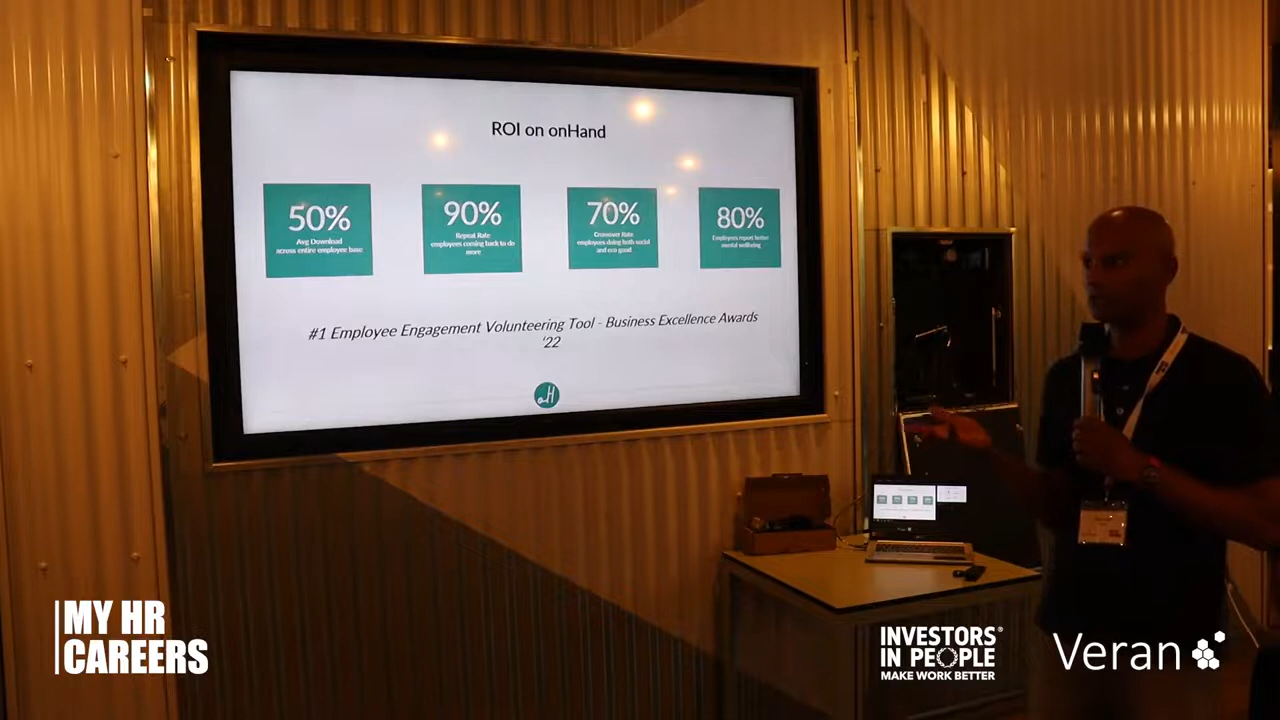 ROI on onHand
50%
Avg Download
across entire employee base
90%
Repeat Rate
employees coming back to do
more
70%
Crossover Rate
employees doing both social
and eco good
80%
Employees report better
mental wellbeing
#1 Employee Engagement Volunteering Tool - Business Excellence Awards
'22
oH
MY HR
CAREERS
INVESTORS®
IN PEOPLE
MAKE WORK BETTER
Veran